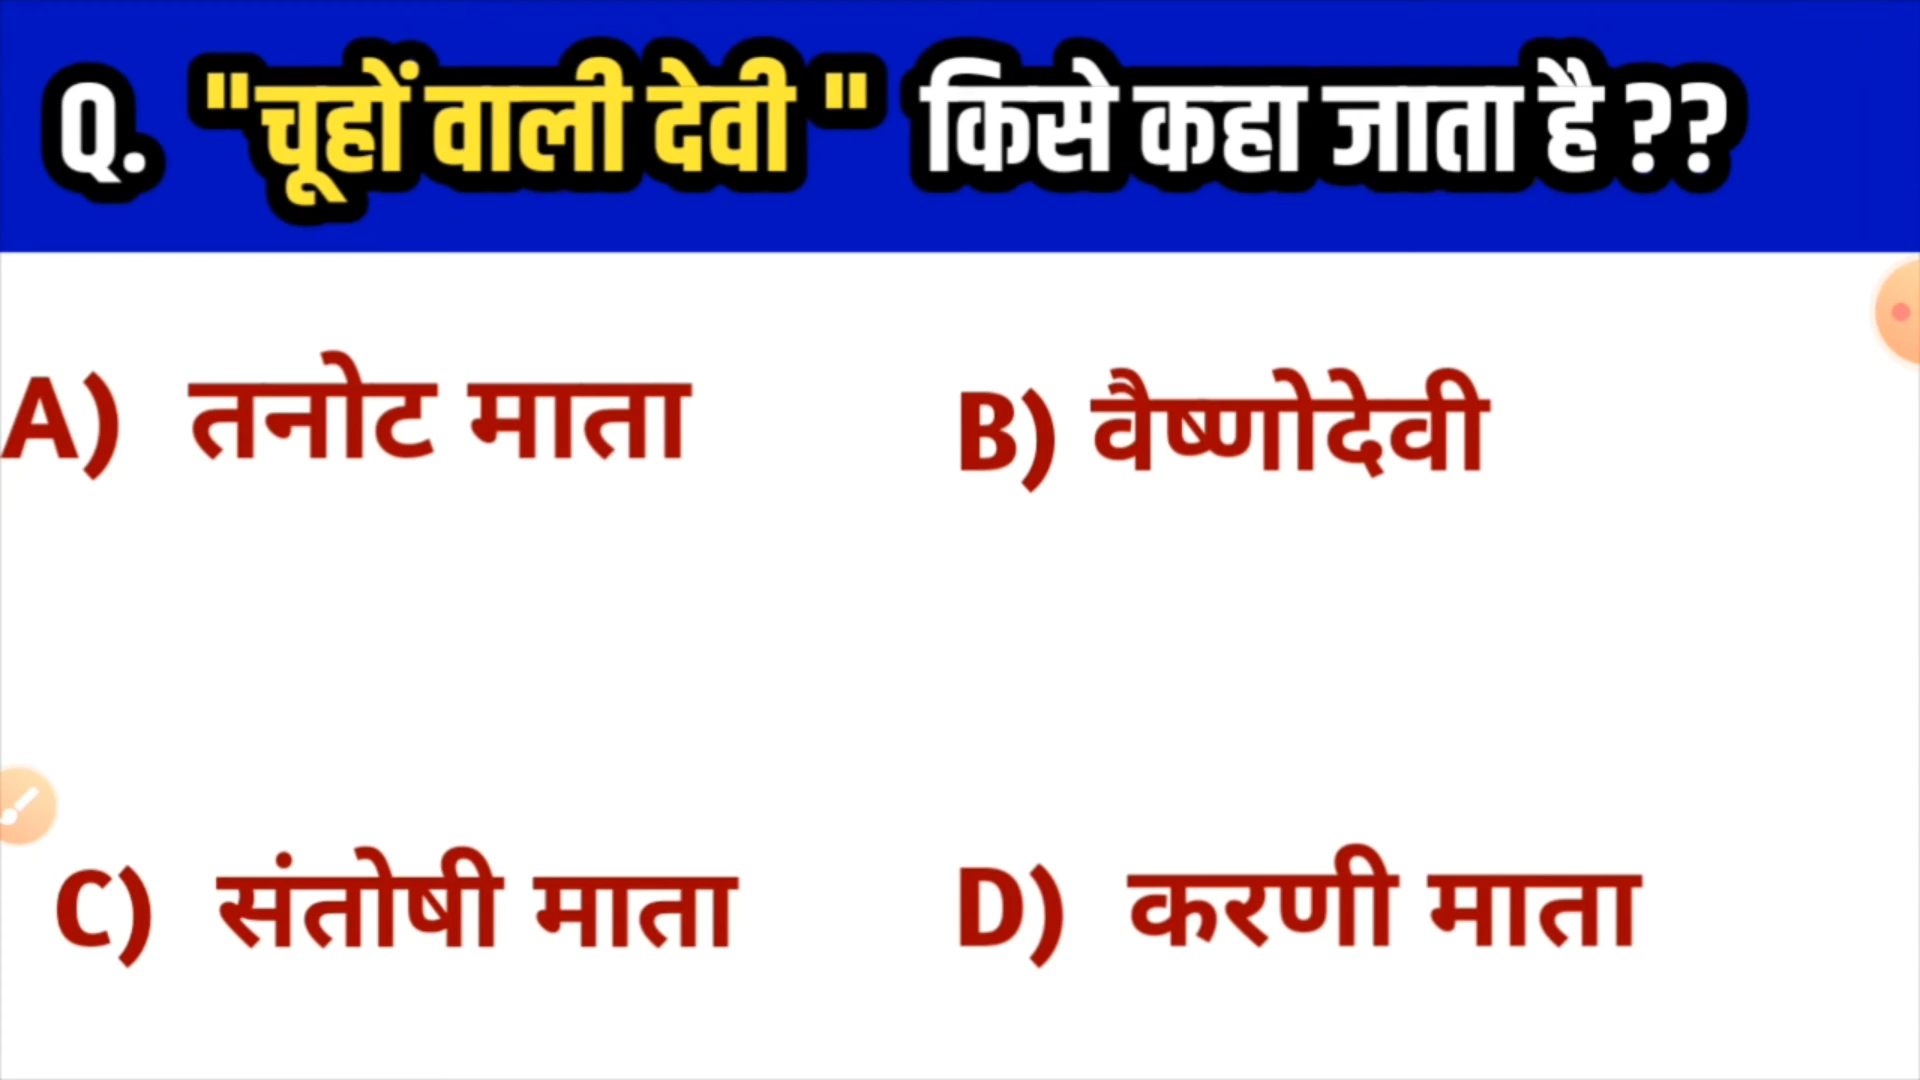 Q. "चूहों वाली देवी " किसे कहा जाता है ??
A) तनोट माता
B) वैष्णोदेवी
C) संतोषी माता
D) करणी माता